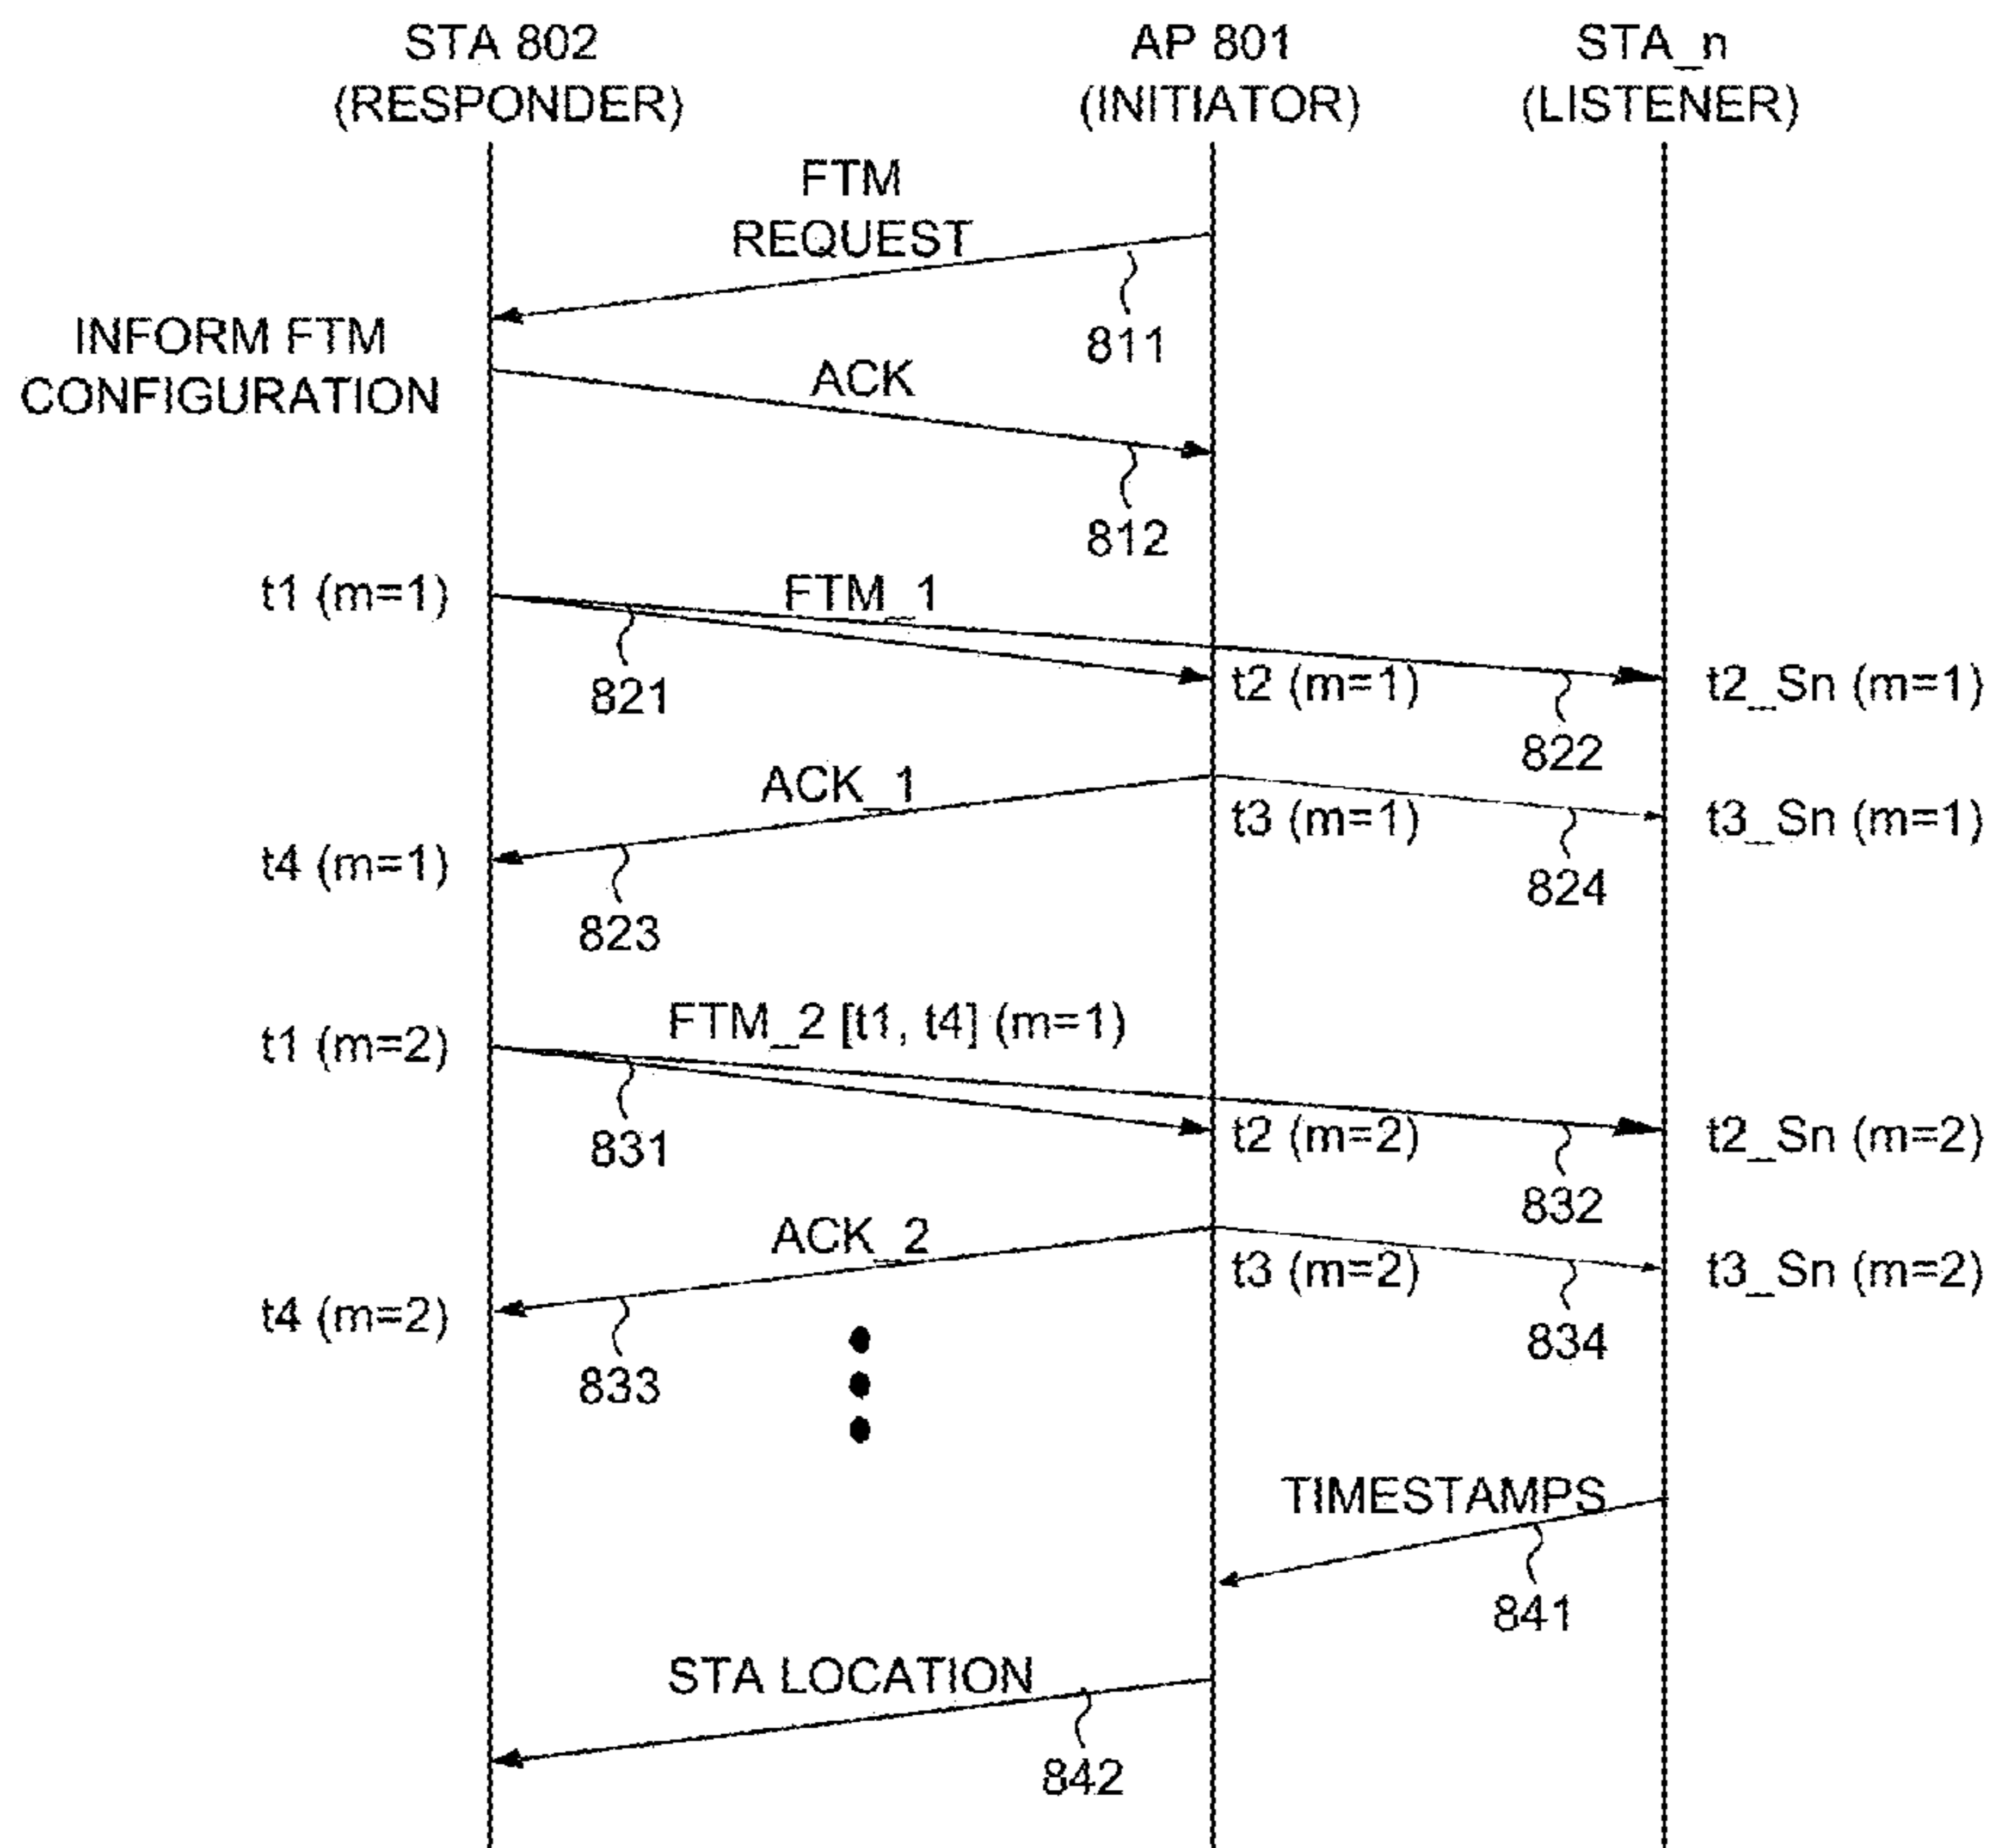 STA 802
(RESPONDER)
AP 801
(INITIATOR)
STA_n
(LISTENER)
FTM
REQUEST
811
INFORM FTM
CONFIGURATION
ACK
812
t1 (m=1)
FTM_1
821
t2 (m=1)
t2_Sn (m=1)
822
ACK_1
t3 (m=1)
t3_Sn (m=1)
t4 (m=1)
824
823
FTM_2 [t1, t4] (m=1)
t1 (m=2)
831
t2 (m=2)
t2_Sn (m=2)
832
ACK_2
t3 (m=2)
t3_Sn (m=2)
t4 (m=2)
834
833
TIMESTAMPS
841
STA LOCATION
842